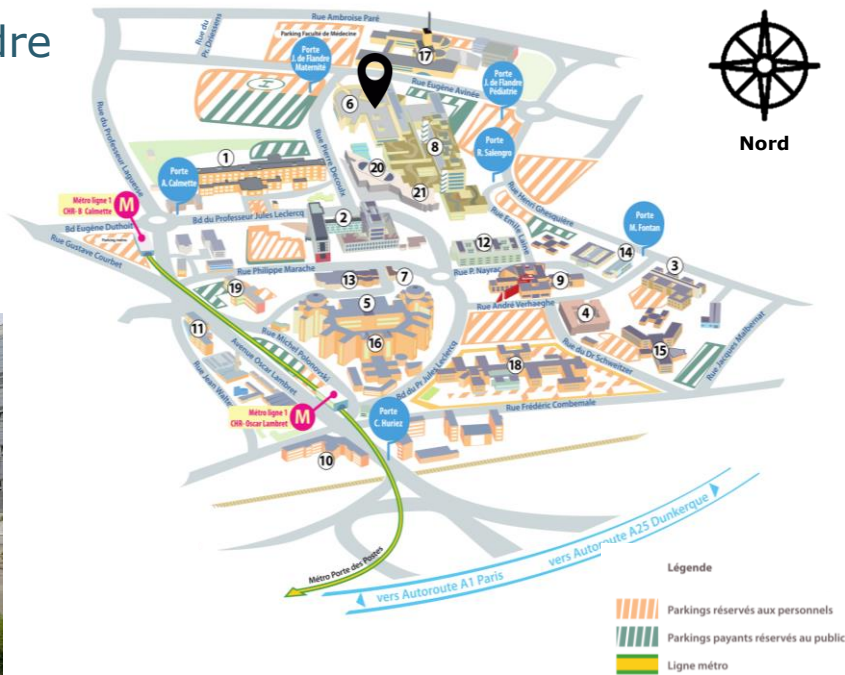 dre
Rue Ambroise Paré
Rue du
Pr. Driessens
Parking Faculté de Médecine
17
Porte
J. de Flandre
Maternité
Porte
J. de Flandre
Pédiatrie
Rue Eugène Avinée
Nord
H
6
8
Porte
R. Salengro
Rue du Professeur Laguesse
1
Rue Pierre Decoulx
20
21
Porte
A. Calmette
Métro ligne 1
CHR- B Calmette
M
Bd du Professeur Jules Leclercq
2
Rue Henri Ghesquière
Rue Emile Laine
Porte
M. Fontan
Bd Eugène Duthoit
Parking métro
Rue Gustave Courbet
12
14
3
Rue Philippe Marache
13
7
Rue P. Nayrac
9
19
5
Rue André Verhaeghe
4
11
16
Rue Michel Polonovski
Avenue Oscar Lambret
Rue Jean Walter
Bd du Pr Jules Leclercq
18
15
Rue du Dr. Schweitzer
Rue Jacques Malbernat
Métro ligne 1
CHR- Oscar Lambret
M
Porte
C. Huriez
Rue Frédéric Combemale
10
Métro Porte des Postes
vers Autoroute A1 Paris
vers Autoroute A25 Dunkerque
Légende
Parkings réservés aux personnels
Parkings payants réservés au public
Ligne métro